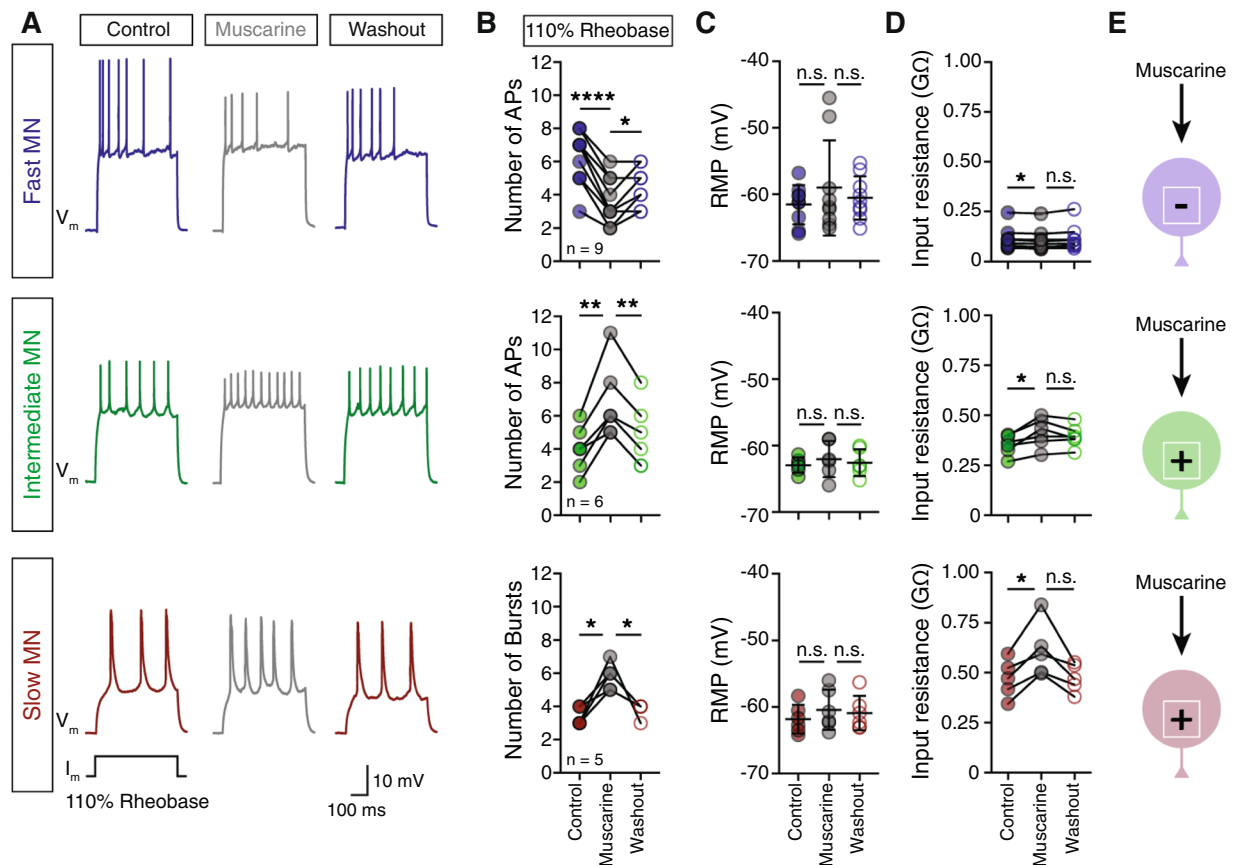 A
Control
Muscarine
Washout
B
110% Rheobase
C
D
E
Fast MN
Vm
Number of APs
12
10
8
6
4
2
0
****
*
n = 9
RMP (mV)
-40
-50
-60
-70
n.s.
n.s.
Input resistance (GΩ)
1.00
0.75
0.50
0.25
0
*
n.s.
Muscarine
-
Intermediate MN
Vm
Number of APs
12
10
8
6
4
2
0
**
**
n = 6
RMP (mV)
-40
-50
-60
-70
n.s.
n.s.
Input resistance (GΩ)
1.00
0.75
0.50
0.25
0
*
n.s.
Muscarine
+
Slow MN
Vm
Im
110% Rheobase
10 mV
100 ms
Number of Bursts
12
10
8
6
4
2
0
*
*
n = 5
Control
Muscarine
Washout
RMP (mV)
-40
-50
-60
-70
n.s.
n.s.
Control
Muscarine
Washout
Input resistance (GΩ)
1.00
0.75
0.50
0.25
0
*
n.s.
Control
Muscarine
Washout
Muscarine
+